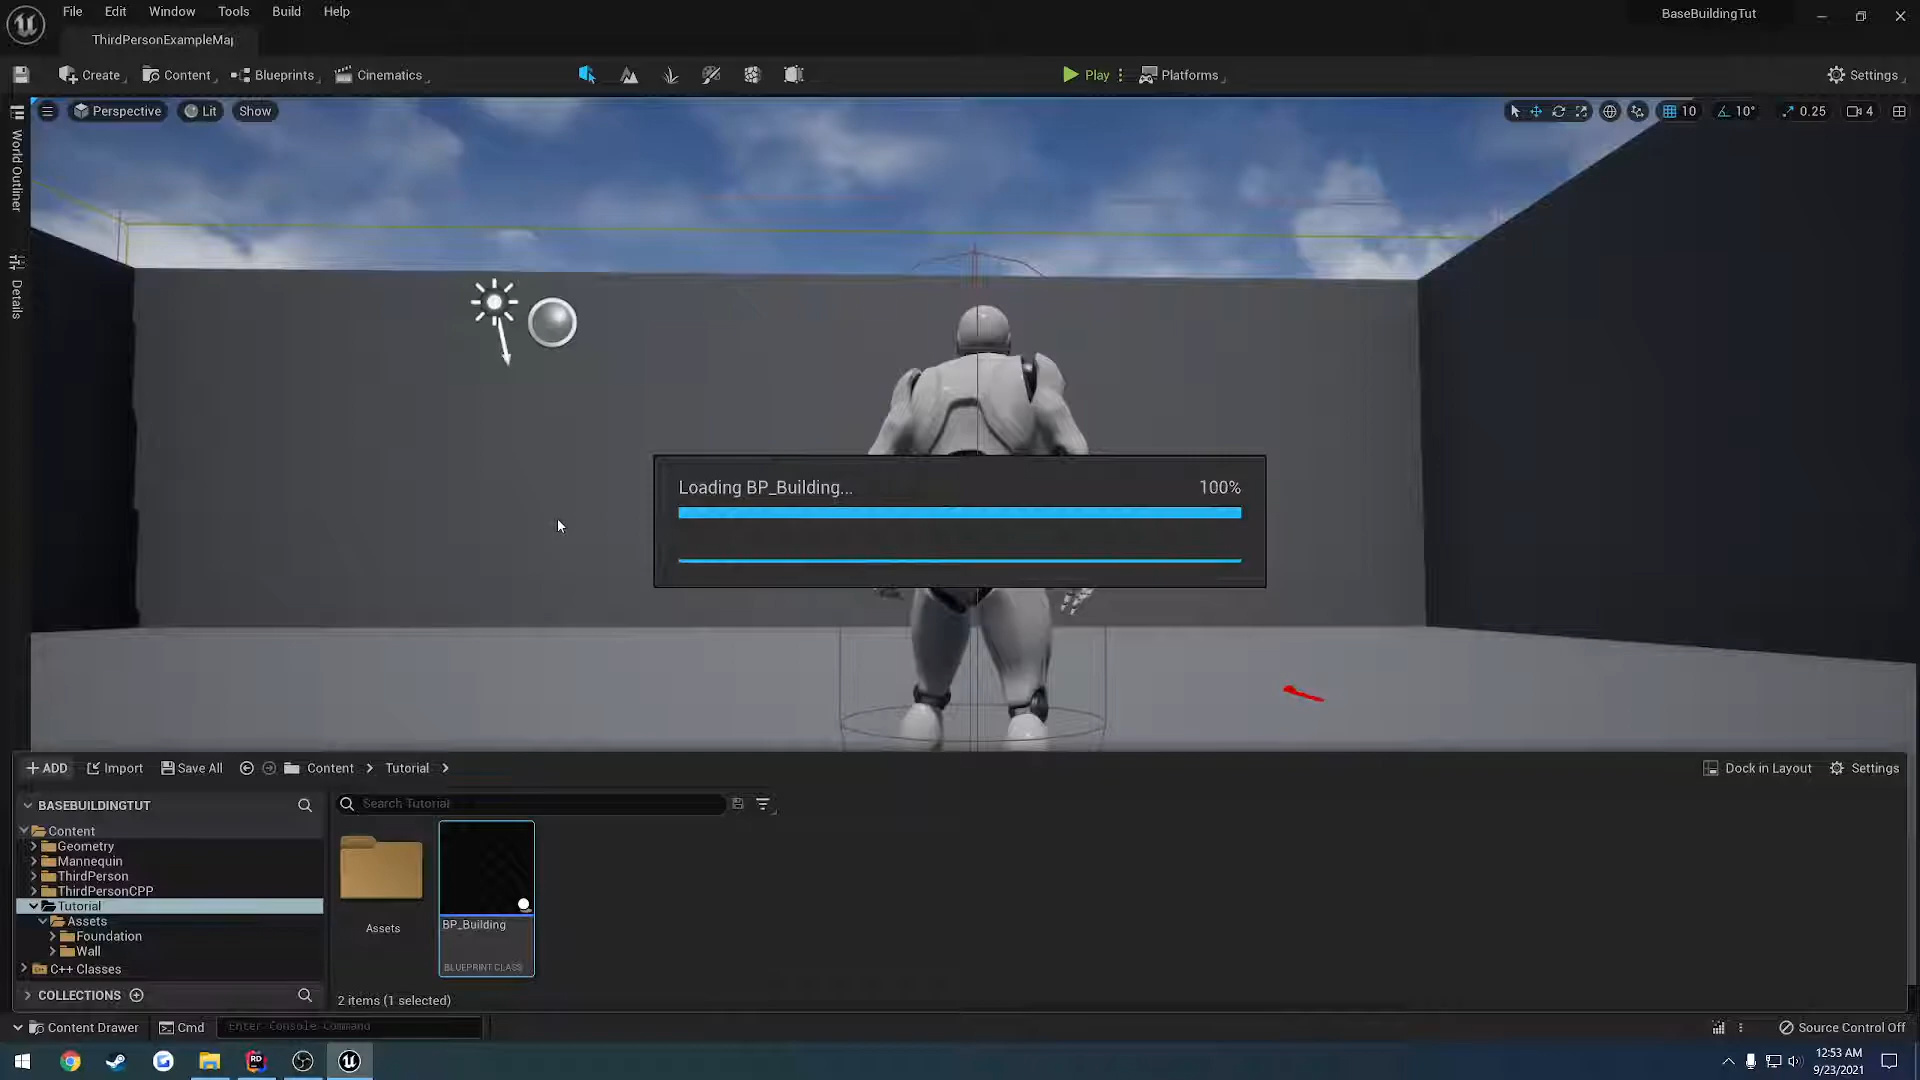 File Edit Window Tools Build Help
BaseBuildingTut
ThirdPersonExampleMap
Create Content Blueprints Cinematics Play Platforms Settings
Perspective Lit Show 10 10° 0.25 4
World Outliner
Details
Loading BP_Building... 100%
+ ADD Import Save All Content Tutorial Dock in Layout Settings
BASEBUILDINGTUT
Search Tutorial
Content
Geometry
Mannequin
ThirdPerson
ThirdPersonCPP
Tutorial
Assets
Foundation
Wall
C++ Classes
COLLECTIONS
Assets
BP_Building
BLUEPRINT CLASS
2 items (1 selected)
Content Drawer Cmd Enter Console Command Source Control Off
RD
12:53 AM
9/23/2021